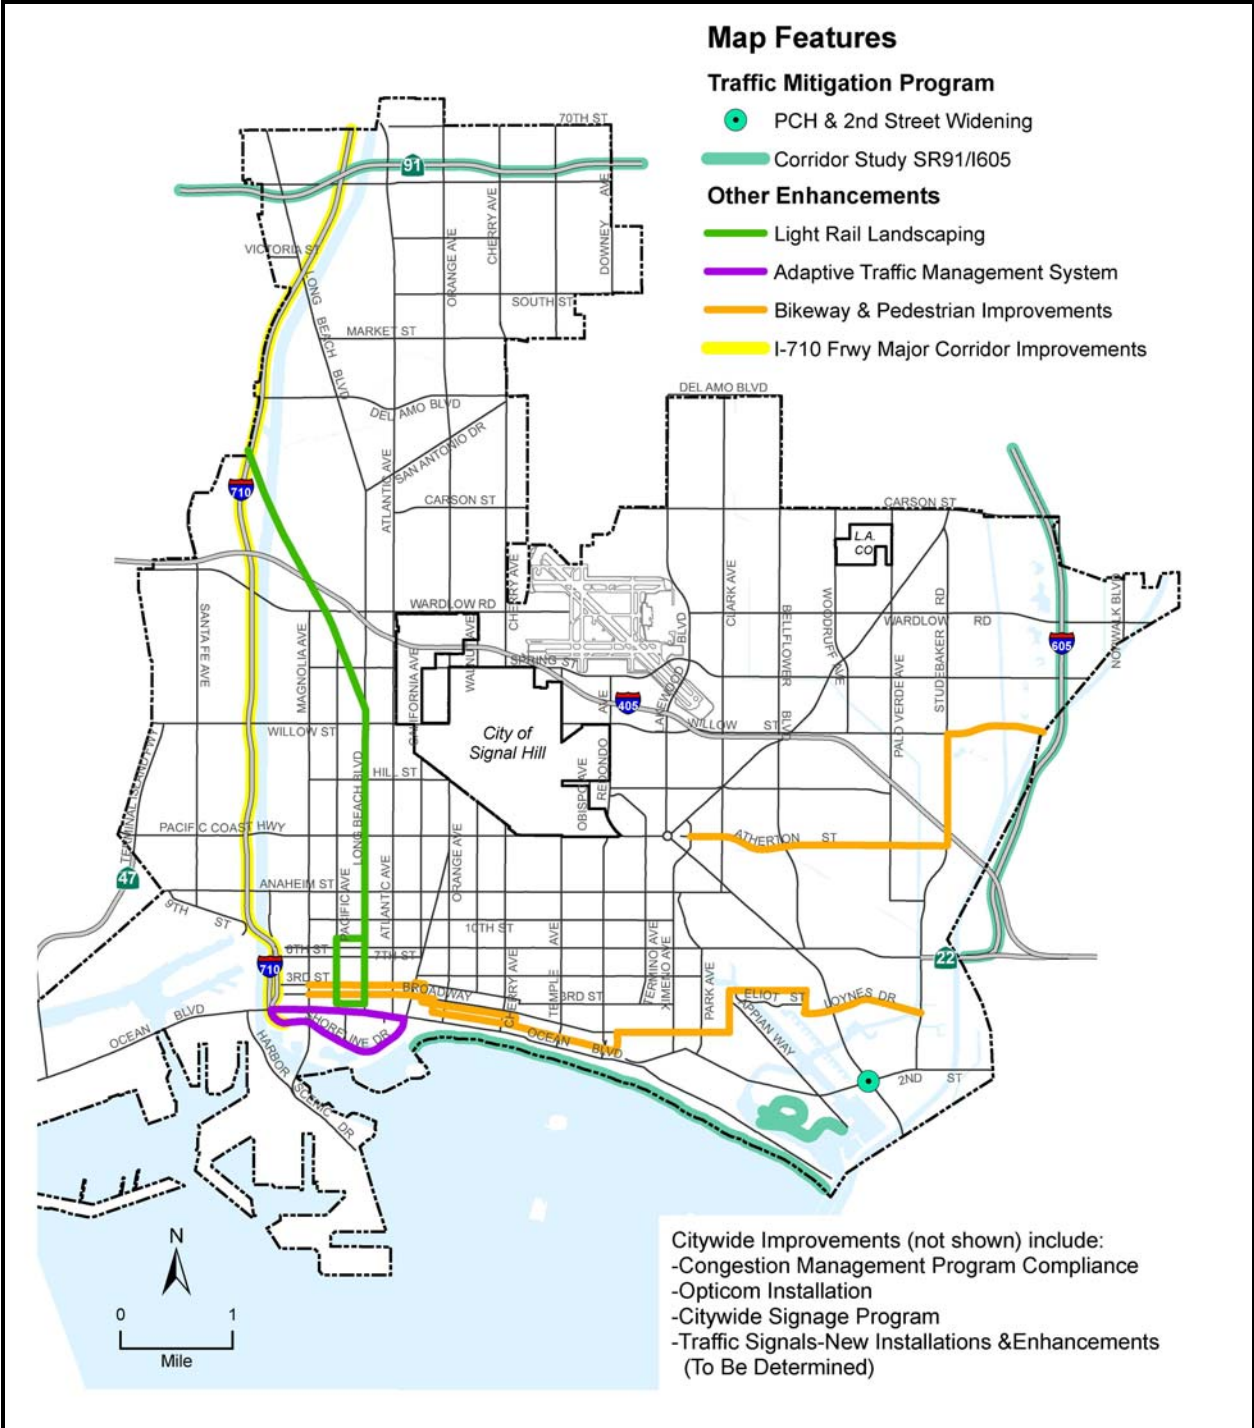 Map Features
Traffic Mitigation Program
PCH & 2nd Street Widening
Corridor Study SR91/I605
Other Enhancements
Light Rail Landscaping
Adaptive Traffic Management System
Bikeway & Pedestrian Improvements
I-710 Frwy Major Corridor Improvements
70TH ST
91
DOWNEY AVE
CHERRY AVE
ORANGE AVE
VICTORIA ST
LONG BEACH BLVD
SOUTH ST
MARKET ST
DEL AMO BLVD
DEL AMO BLVD
SAN ANTONIO DR
ATLANTIC AVE
710
CARSON ST
CARSON ST
L.A.
CO
CHERRY AVE
CLARK AVE
WARDLOW RD
WARDLOW RD
SANTA FE AVE
MAGNOLIA AVE
CALIFORNIA AVE
WALNUT AVE
SPRING ST
LAKEWOOD BLVD
BELLFLOWER BLVD
WOODRUFF AVE
PALO VERDE AVE
STUDEBAKER RD
NORWALK BLVD
605
405
WILLOW ST
WILLOW ST
City of
Signal Hill
TERMINAL ISLAND FWY
HILL ST
LONG BEACH BLVD
OBISPO AVE
REDONDO AVE
PACIFIC COAST HWY
ATHERTON ST
47
ANAHEIM ST
PACIFIC AVE
ATLANTIC AVE
ORANGE AVE
9TH ST
10TH ST
6TH ST
7TH ST
TEMPLE AVE
TERMINO AVE
XIMENO AVE
22
710
3RD ST
BROADWAY
CHERRY AVE
3RD ST
PARK AVE
ELIOT ST
LOYNES DR
APPIAN WAY
OCEAN BLVD
SHORELINE DR
OCEAN BLVD
HARBOR SCENIC DR
2ND ST
N
0 1
Mile
Citywide Improvements (not shown) include:
-Congestion Management Program Compliance
-Opticom Installation
-Citywide Signage Program
-Traffic Signals-New Installations &Enhancements
(To Be Determined)